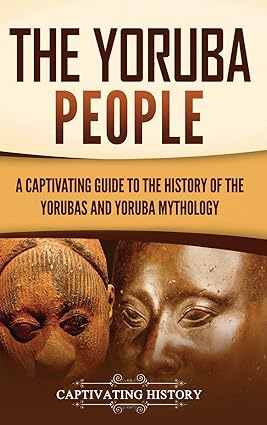 THE YORUBA
PEOPLE
A CAPTIVATING GUIDE TO THE HISTORY OF THE
YORUBAS AND YORUBA MYTHOLOGY
CAPTIVATING HISTORY